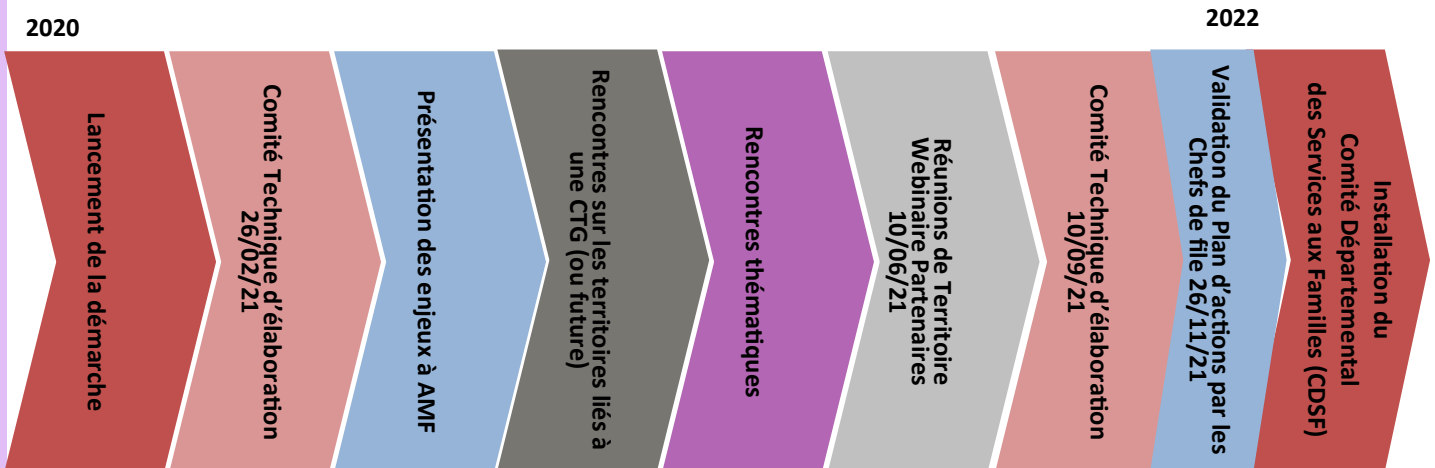 2020
2022
Lancement de la démarche
Comité Technique d'élaboration
26/02/21
Présentation des enjeux à AMF
Rencontres sur les territoires liés à
une CTG (ou future)
Rencontres thématiques
Réunions de Territoire
Webinaire Partenaires
10/06/21
Comité Technique d'élaboration
10/09/21
Validation du Plan d'actions par les
Chefs de file 26/11/21
Installation du
Comité Départemental
des Services aux Familles (CDSF)